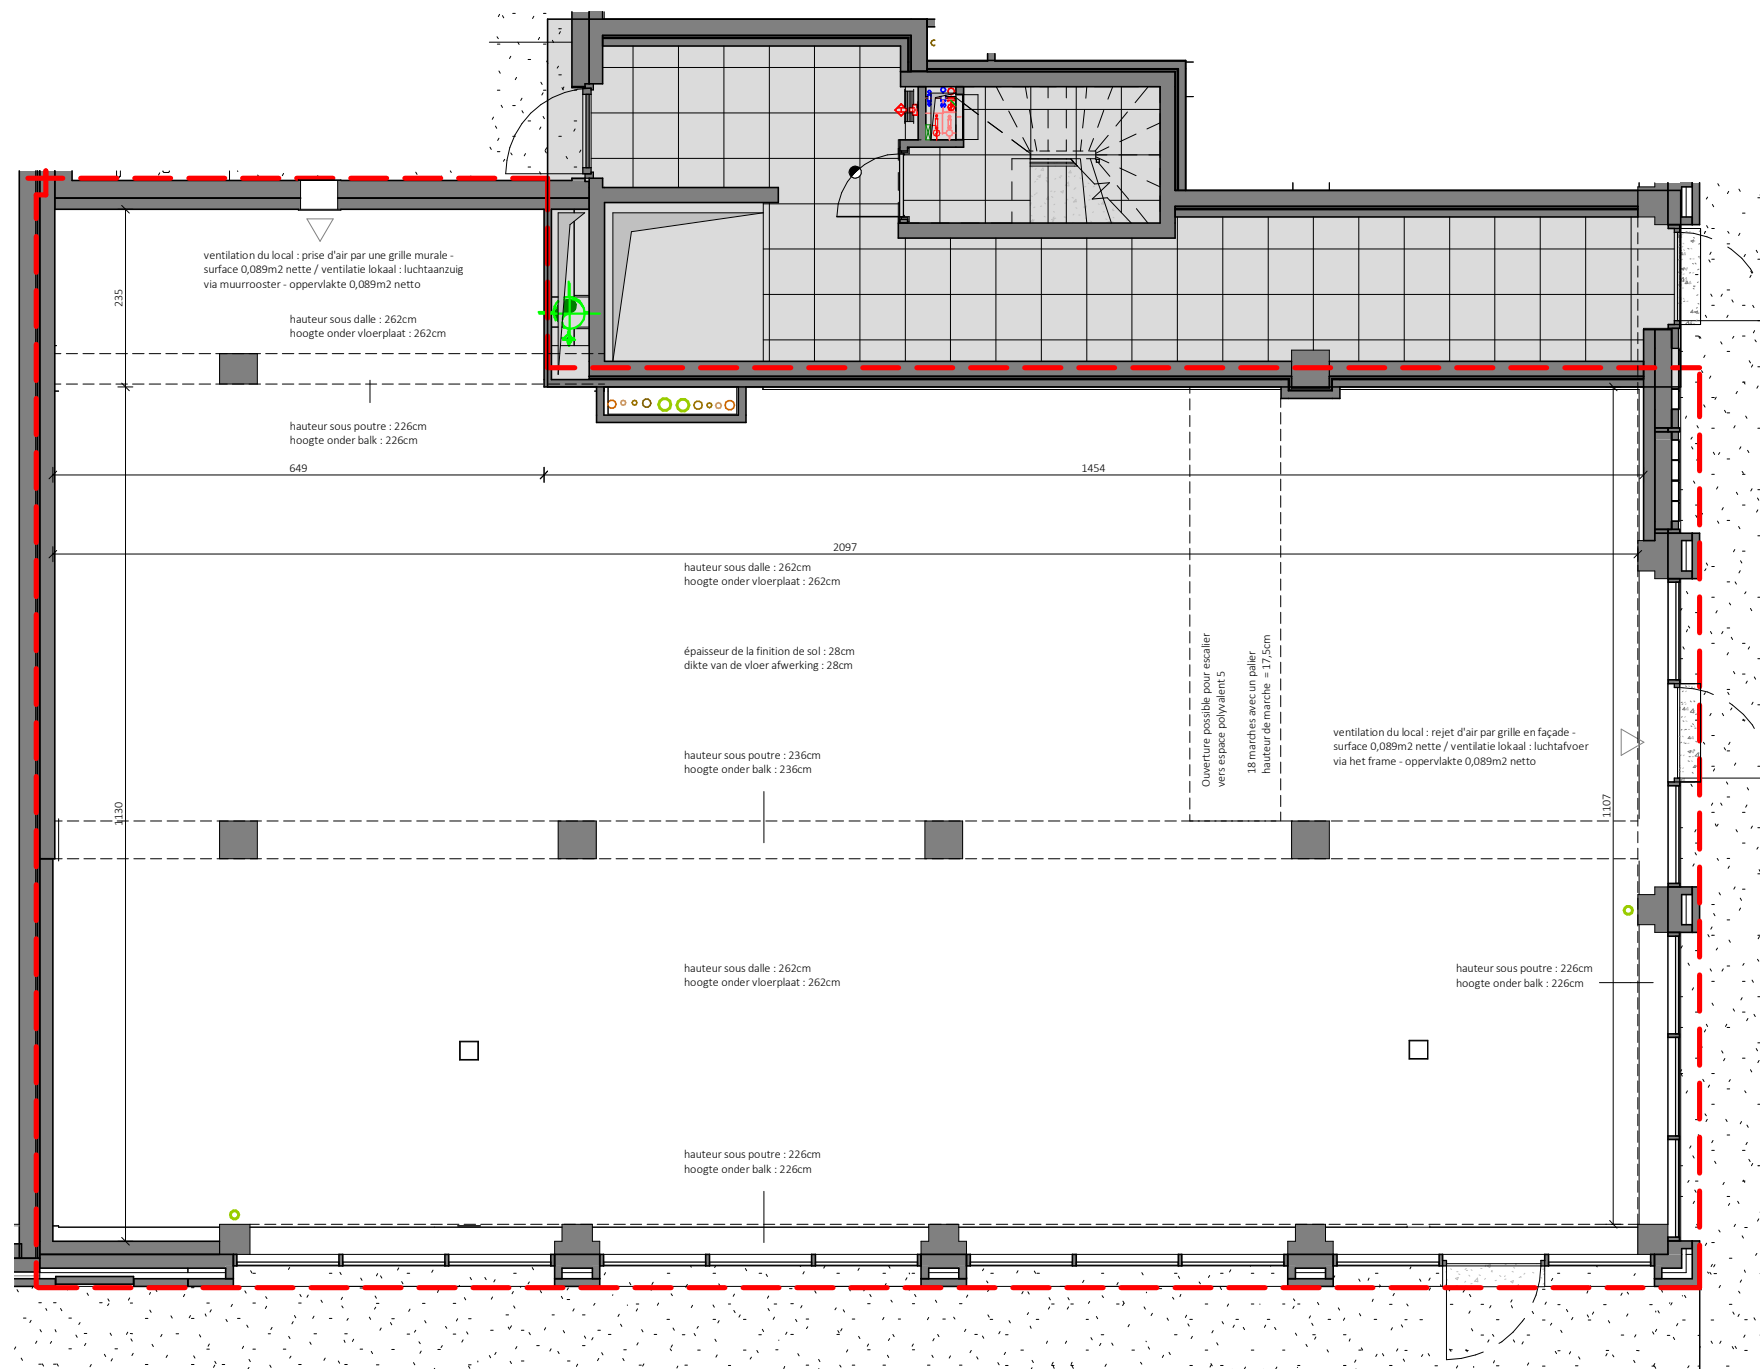 ventilation du local : prise d'air par une grille murale -
surface 0,089m2 nette / ventilatie lokaal : luchtaanzuig
via muurrooster - oppervlakte 0,089m2 netto
235
hauteur sous dalle : 262cm
hoogte onder vloerplaat : 262cm
hauteur sous poutre : 226cm
hoogte onder balk : 226cm
649
1454
2097
hauteur sous dalle : 262cm
hoogte onder vloerplaat : 262cm
épaisseur de la finition de sol : 28cm
dikte van de vloer afwerking : 28cm
Ouverture possible pour escalier
vers espace polyvalent 5
18 marches avec un palier
hauteur de marche = 17,5cm
ventilation du local : rejet d'air par grille en façade -
surface 0,089m2 nette / ventilatie lokaal : luchtafvoer
via het frame - oppervlakte 0,089m2 netto
hauteur sous poutre : 236cm
hoogte onder balk : 236cm
1130
1107
hauteur sous dalle : 262cm
hoogte onder vloerplaat : 262cm
hauteur sous poutre : 226cm
hoogte onder balk : 226cm
hauteur sous poutre : 226cm
hoogte onder balk : 226cm